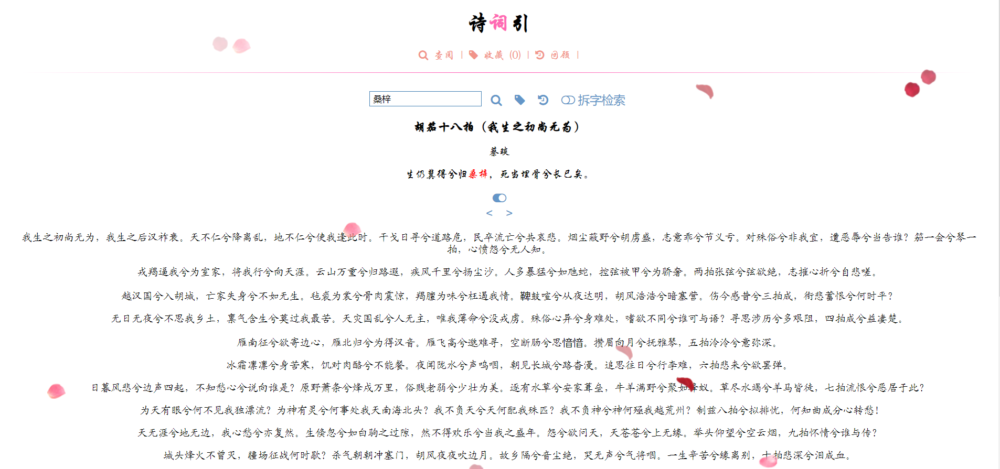 诗词引
查阅 | 收藏 (0) | 回顾 |
桑梓 拆字检索
胡笳十八拍（我生之初尚无为）
蔡琰
生仍冀得兮归桑梓，死当埋骨兮长已矣。
< >
我生之初尚无为，我生之后汉祚衰。天不仁兮降离乱，地不仁兮使我逢此时。干戈日寻兮道路危，民卒流亡兮共哀悲。烟尘蔽野兮胡虏盛，志意乖兮节义亏。对殊俗兮非我宜，遭恶辱兮当告谁？笳一会兮琴一
拍，心愤怨兮无人知。
戎羯逼我兮为室家，将我行兮向天涯。云山万重兮归路遐，疾风千里兮扬尘沙。人多暴猛兮如虺蛇，控弦被甲兮为骄奢。两拍张弦兮弦欲绝，志摧心折兮自悲嗟。
越汉国兮入胡城，亡家失身兮不如无生。毡裘为裳兮骨肉震惊，羯膻为味兮枉遏我情。鞞鼓喧兮从夜达明，胡风浩浩兮暗塞营。伤今感昔兮三拍成，衔悲蓄恨兮何时平？
无日无夜兮不思我乡土，禀气含生兮莫过我最苦。天灾国乱兮人无主，唯我薄命兮没戎虏。殊俗心异兮身难处，嗜欲不同兮谁可与语？寻思涉历兮多艰阻，四拍成兮益凄楚。
雁南征兮欲寄边心，雁北归兮为得汉音。雁飞高兮邈难寻，空断肠兮思愔愔。攒眉向月兮抚雅琴，五拍泠泠兮意弥深。
冰霜凛凛兮身苦寒，饥对肉酪兮不能餐。夜闻陇水兮声呜咽，朝见长城兮路杳漫。追思往日兮行李难，六拍悲来兮欲罢弹。
日暮风悲兮边声四起，不知愁心兮说向谁是？原野萧条兮烽戍万里，俗贱老弱兮少壮为美。逐有水草兮安家葺垒，牛羊满野兮聚如蜂蚁。草尽水竭兮羊马皆徙，七拍流恨兮恶居于此？
为天有眼兮何不见我独漂流？为神有灵兮何事处我天南海北头？我不负天兮天何配我殊匹？我不负神兮神何殛我越荒州？制兹八拍兮拟排忧，何知曲成兮心转愁！
天无涯兮地无边，我心愁兮亦复然。生倏忽兮如白驹之过隙，然不得欢乐兮当我之盛年。怨兮欲问天，天苍苍兮上无缘。举头仰望兮空云烟，九拍怀情兮谁与传？
城头烽火不曾灭，疆场征战何时歇？杀气朝朝冲塞门，胡风夜夜吹边月。故乡隔兮音尘绝，哭无声兮气将咽。一生辛苦兮缘离别，十拍悲深兮泪成血。